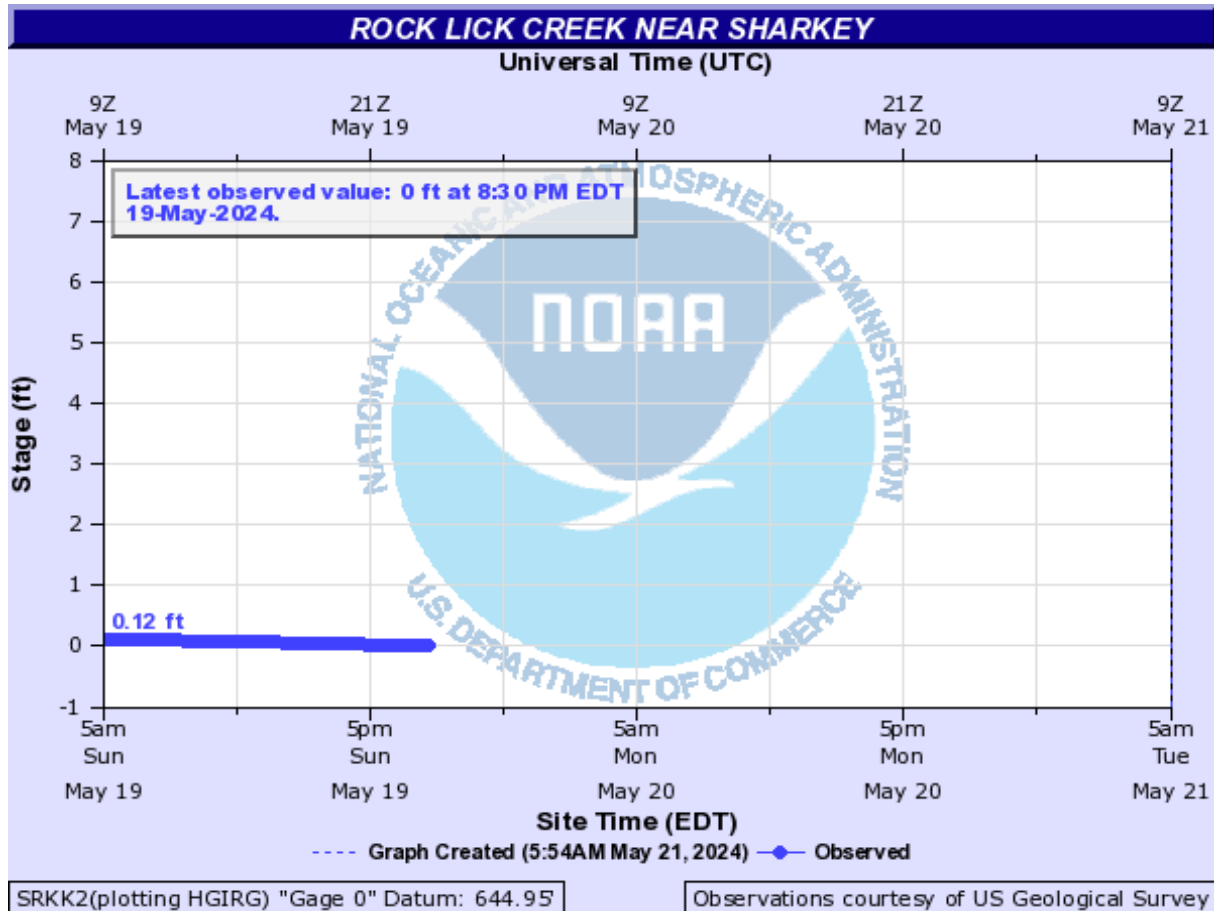 ROCK LICK CREEK NEAR SHARKEY
Universal Time (UTC)
9Z 21Z 9Z 21Z 9Z
May 19 May 19 May 20 May 20 May 21
Latest observed value: 0 ft at 8:30 PM EDT
19-May-2024.
NATIONAL OCEANIC AND ATMOSPHERIC ADMINISTRATION
NOAA
U.S. DEPARTMENT OF COMMERCE
Stage (ft)
8
7
6
5
4
3
2
1
0
-1
0.12 ft
5am 5pm 5am 5pm 5am
Sun Sun Mon Mon Tue
May 19 May 19 May 20 May 20 May 21
Site Time (EDT)
Graph Created (5:54AM May 21, 2024) Observed
SRKK2(plotting HGIRG) "Gage 0" Datum: 644.95'
Observations courtesy of US Geological Survey